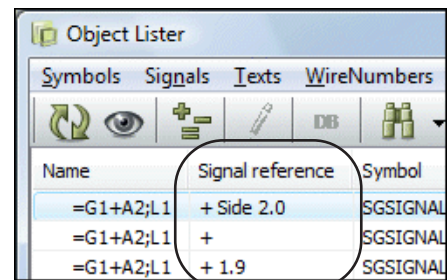 Object Lister
Symbols Signals Texts WireNumbers
DB
Name Signal reference Symbol
=G1+A2;L1 + Side 2.0 SGSIGNAL
=G1+A2;L1 + SGSIGNAL
=G1+A2;L1 + 1.9 SGSIGNAL